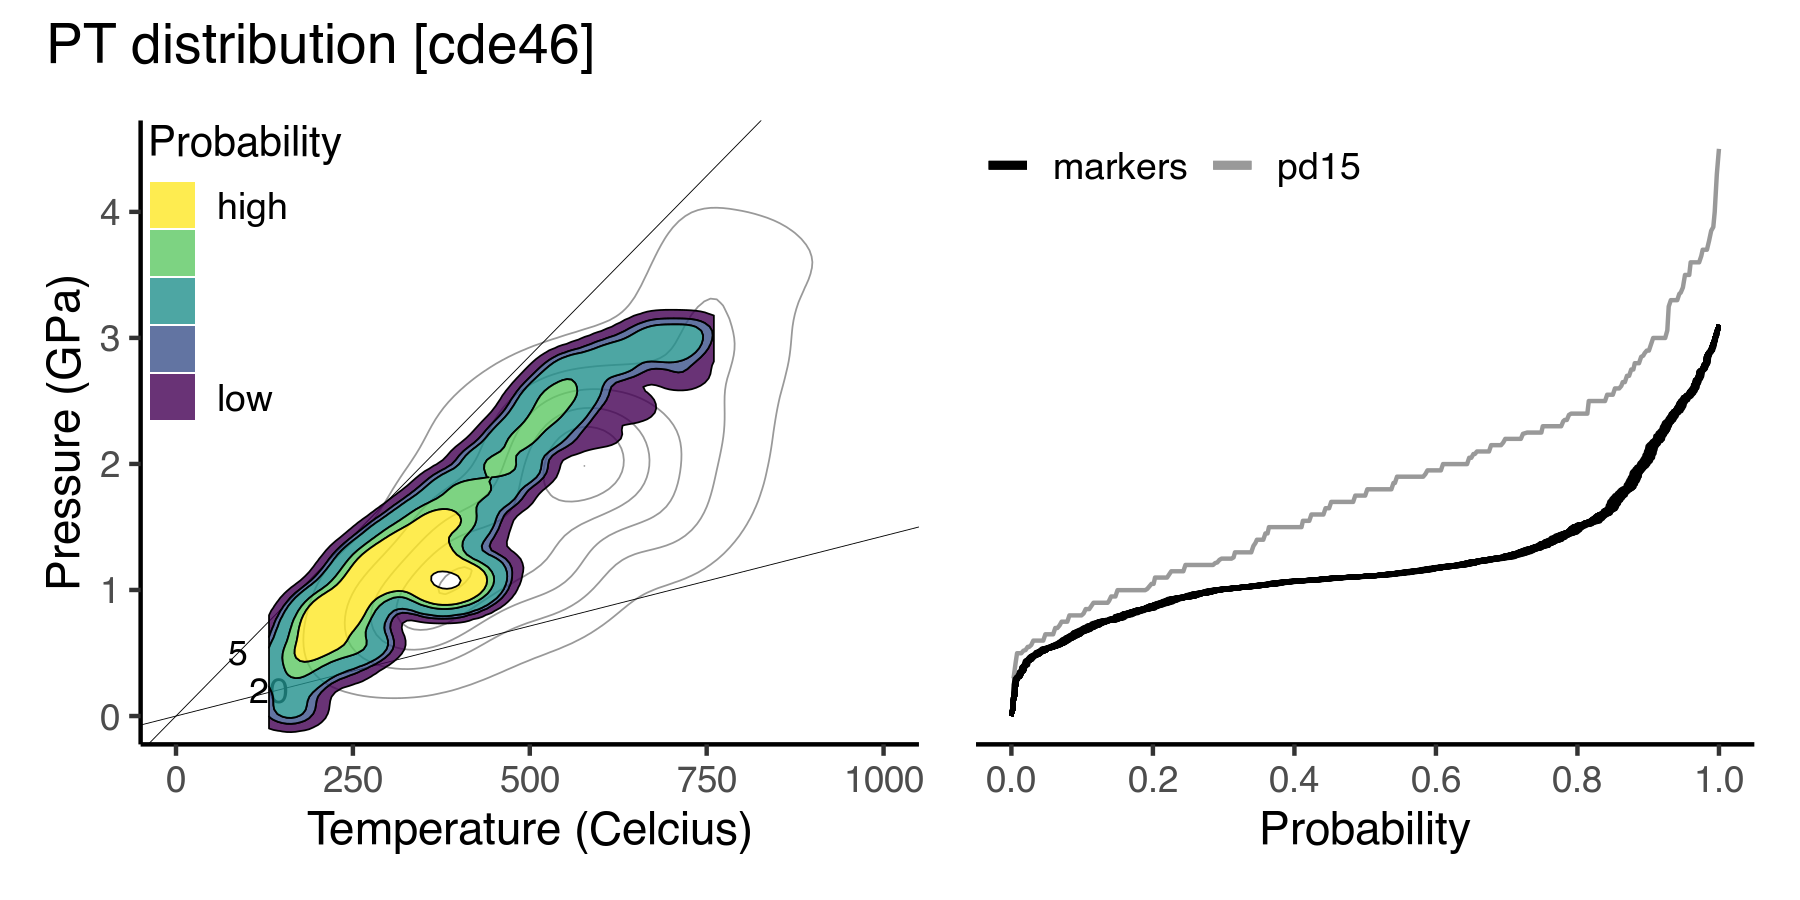 PT distribution [cde46]
Probability
high
low
Pressure (GPa)
4
3
2
1
0
5
20
0 250 500 750 1000
Temperature (Celcius)
markers pd15
0.0 0.2 0.4 0.6 0.8 1.0
Probability